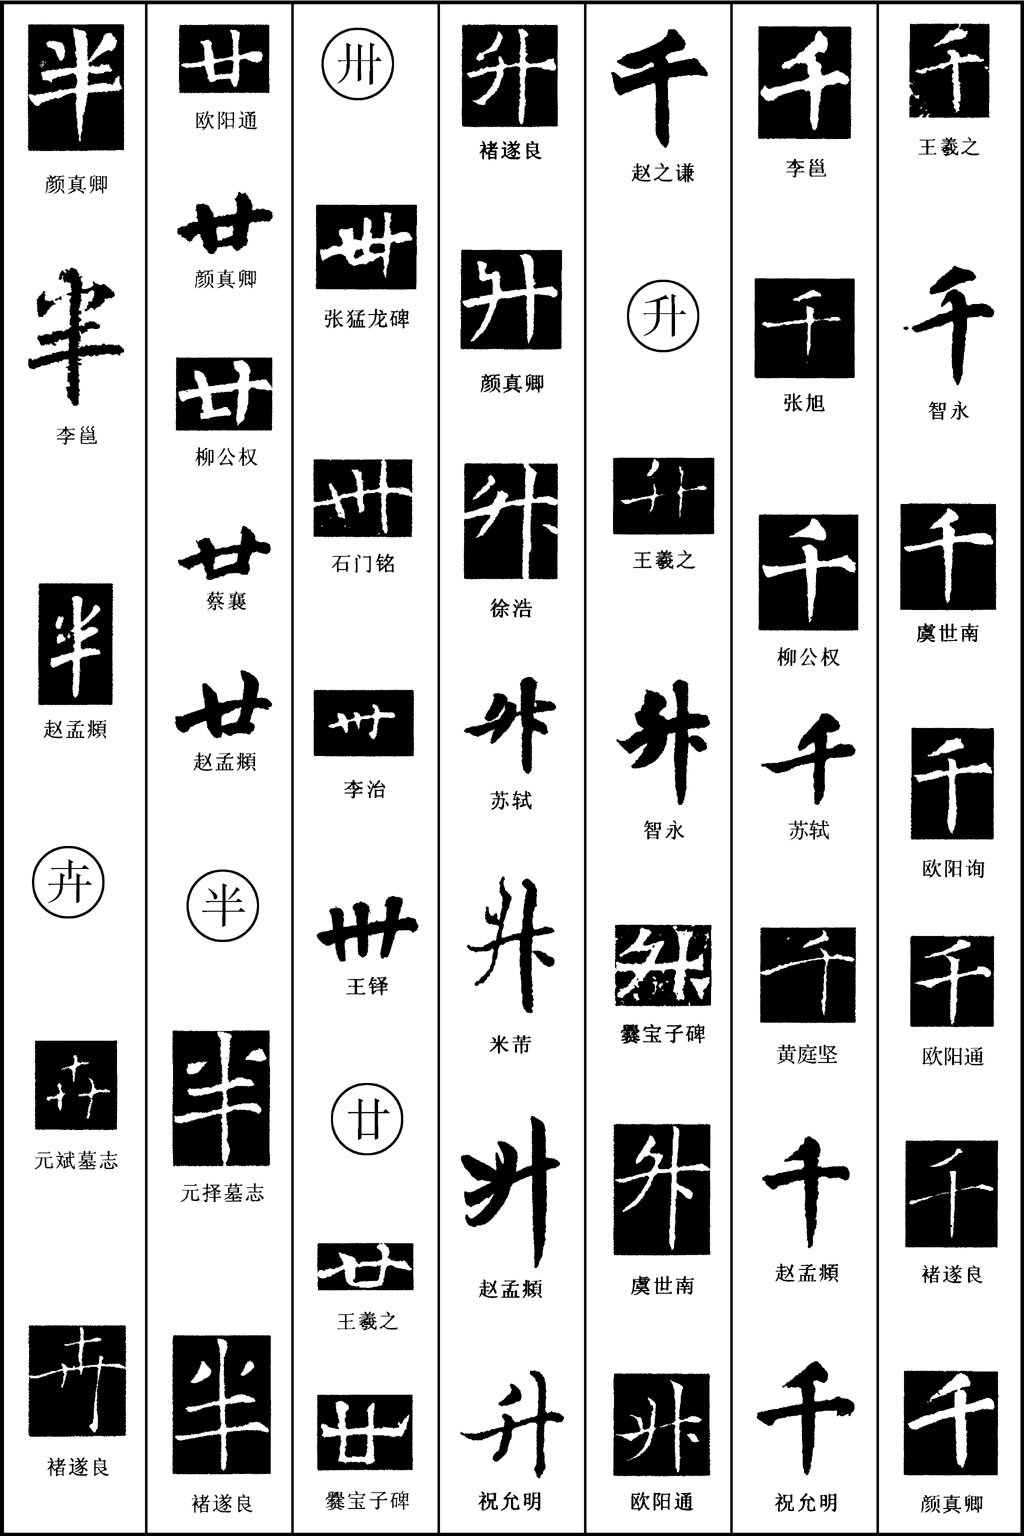 千
王羲之
千
智永
千
虞世南
千
欧阳询
千
欧阳通
千
褚遂良
千
颜真卿
千
李邕
千
张旭
千
柳公权
千
苏轼
千
黄庭坚
千
赵孟頫
千
祝允明
千
赵之谦
升
升
王羲之
升
智永
升
爨宝子碑
升
虞世南
升
欧阳通
升
褚遂良
升
颜真卿
升
徐浩
升
苏轼
升
米芾
升
赵孟頫
升
祝允明
卅
卅
张猛龙碑
卅
石门铭
卅
李治
卅
王铎
廿
廿
王羲之
廿
爨宝子碑
廿
欧阳通
廿
颜真卿
廿
柳公权
廿
蔡襄
廿
赵孟頫
半
半
元择墓志
半
褚遂良
半
颜真卿
半
李邕
半
赵孟頫
卉
卉
元斌墓志
卉
褚遂良